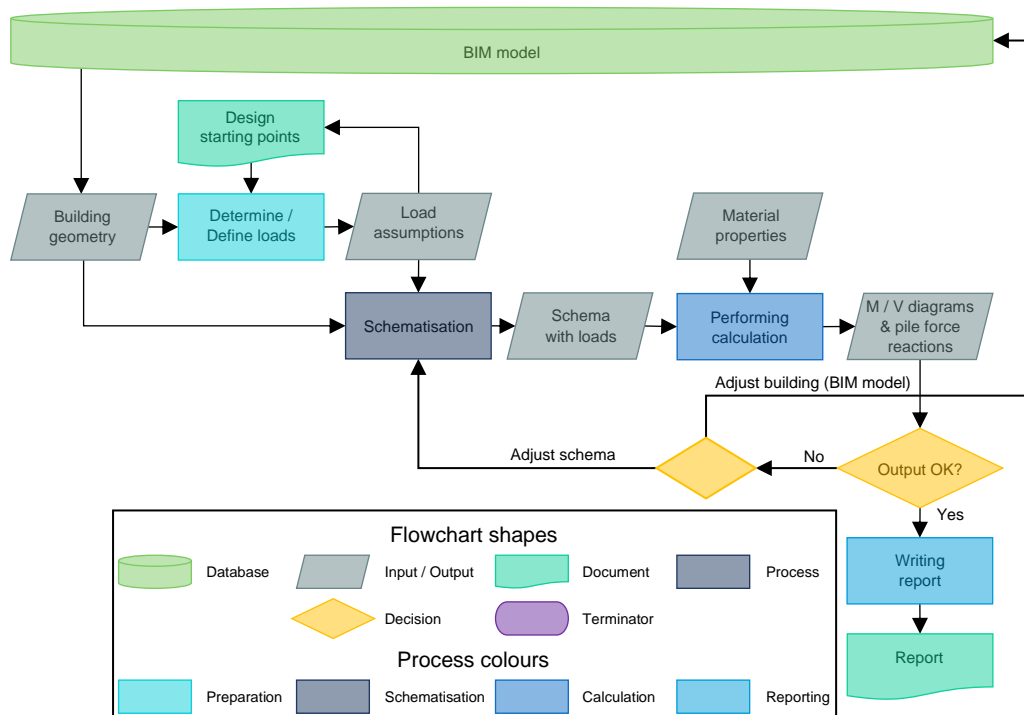 BIM model
Design
starting points
Building
geometry
Determine /
Define loads
Load
assumptions
Material
properties
Schematisation
Schema
with loads
Performing
calculation
M / V diagrams
& pile force
reactions
Adjust building (BIM model)
Adjust schema
No
Output OK?
Yes
Writing
report
Report
Flowchart shapes
Database
Input / Output
Document
Process
Decision
Terminator
Process colours
Preparation
Schematisation
Calculation
Reporting